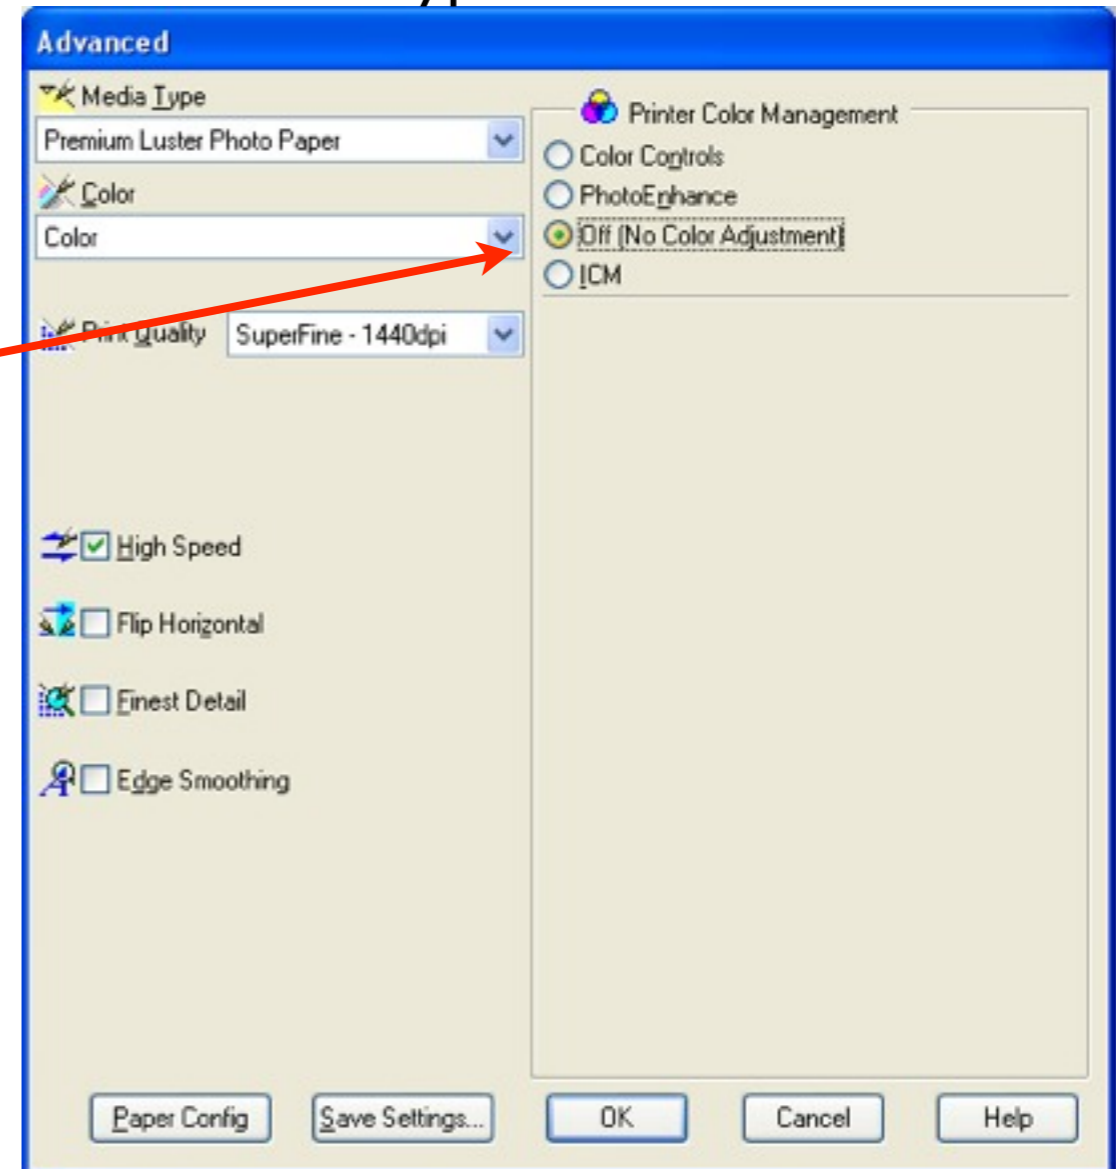 Advanced
Media Type
Premium Luster Photo Paper
Color
Color
Print Quality SuperFine - 1440dpi
High Speed
Flip Horizontal
Finest Detail
Edge Smoothing
Printer Color Management
Color Controls
PhotoEnhance
Off (No Color Adjustment)
ICM
Paper Config Save Settings... OK Cancel Help